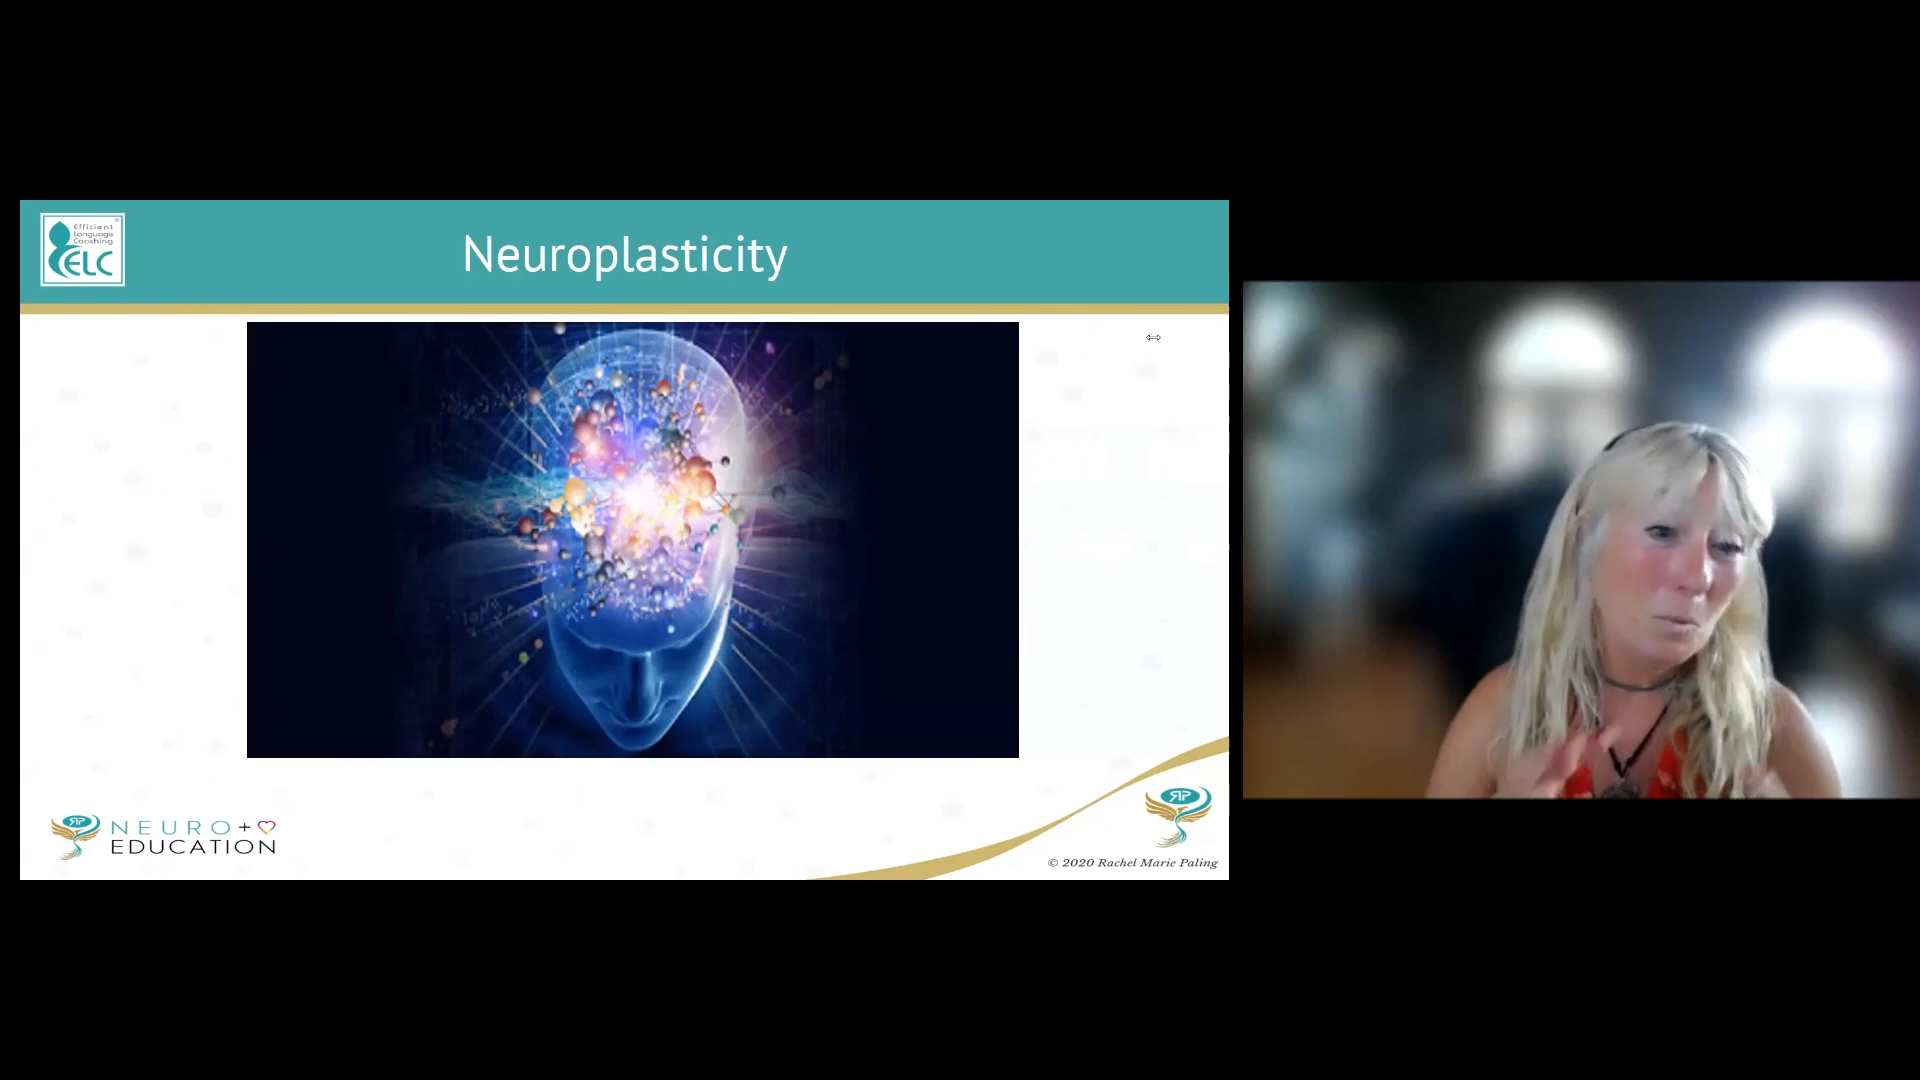 Efficient
Language
Coaching
ELC
Neuroplasticity
NEURO+
EDUCATION
© 2020 Rachel Marie Paling